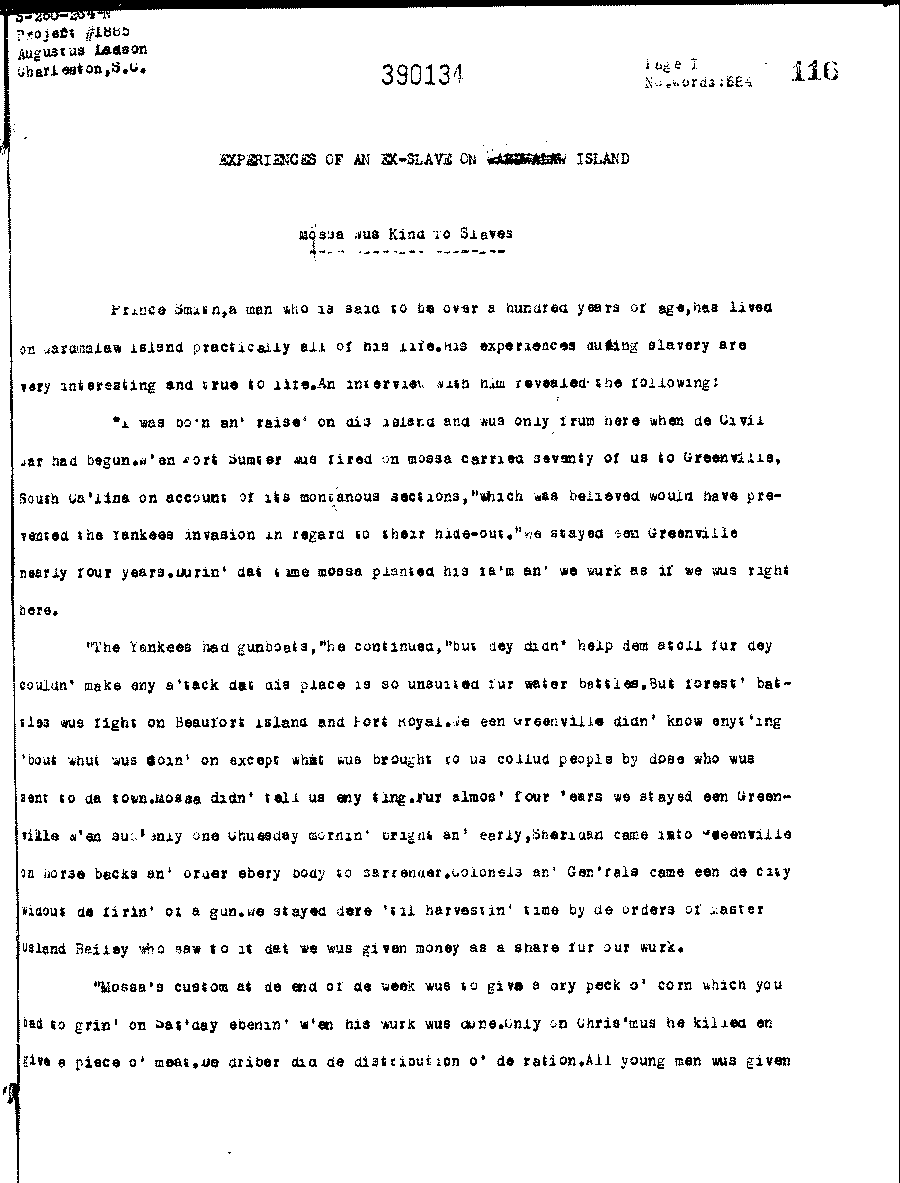 S-260-264-N
Project #1885
Augustus Ladson
Charleston,S.C.
390134
Page I
No.words:884
116
EXPERIENCES OF AN EX-SLAVE ON WADMALAW ISLAND
Mossa Wus Kind To Slaves
Prince Smith,a man who is said to be over a hundred years of age,has lived
on Wardmalaw Island practically all of his life.His experiences duting slavery are
very interesting and true to life.An interview with him revealed the following:
"I was bo'n an' raise' on dis island and wus only frum here when de Civil
War had begun.W'en Fort Sumter wus fired on mossa carried seventy of us to Greenville,
South Ca'lina on account of its montanous sections,"which was believed would have pre-
vented the Yankees invasion in regard to their hide-out."We stayed een Greenville
nearly four years.Durin' dat time mossa planted his fa'm an' we wurk as if we wus right
here.
"The Yankees had gunboats,"he continued,"but dey didn' help dem atoll fur dey
couldn' make eny a'tack dat dis place is so unsuited fur water battles.But forest' bat-
tles wus fight on Beaufort Island and Port Royal.We een Greenville didn' know enyt'ing
'bout whut wus goin' on except what wus brought to us collud people by dose who wus
sent to da town.Mossa didn' tell us eny ting.Fur almos' four 'ears we stayed een Green-
ville w'en sud'enly one Chuesday mornin' bright an' early,Sheridan came into Greenville
on horse backs an' order ebery body to surrender.Colonels an' Gen'rals came een de city
widout de firin' of a gun.We stayed dere 'til harvestin' time by de orders of Master
Osland Bailey who saw to it dat we wus given money as a share fur our wurk.
"Mossa's custom at de end of de week wus to give a dry peck o' corn which you
had to grin' on Sat'day ebenin' w'en his wurk wus done.Only on Chris'mus he killed en
give a piece o' meat.De driber did de distribution o' de ration.All young men wus given